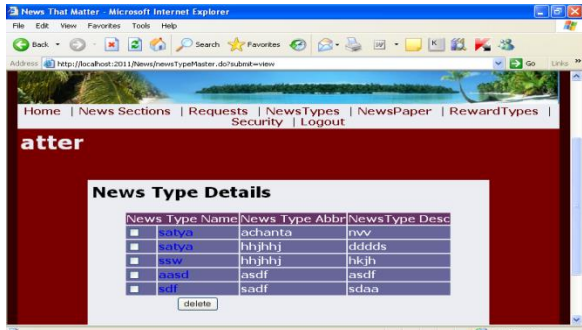 News That Matter - Microsoft Internet Explorer
File Edit View Favorites Tools Help
Back Search Favorites
Address http://localhost:2011/News/newsTypeMaster.do?submit=view Go Links »
Home | News Sections | Requests | NewsTypes | NewsPaper | RewardTypes |
Security | Logout
atter
News Type Details
News Type Name News Type Abbr NewsType Desc
satya achanta nvv
satya hhjhhj dddds
ssw hhjhhj hkjh
aasd asdf asdf
sdf sadf sdaa
delete